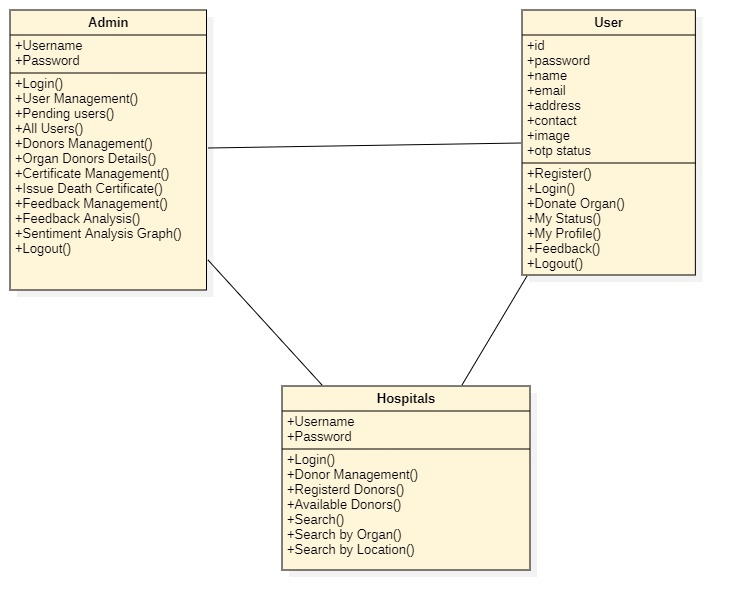 Admin
+Username
+Password
+Login()
+User Management()
+Pending users()
+All Users()
+Donors Management()
+Organ Donors Details()
+Certificate Management()
+Issue Death Certificate()
+Feedback Management()
+Feedback Analysis()
+Sentiment Analysis Graph()
+Logout()
User
+id
+password
+name
+email
+address
+contact
+image
+otp status
+Register()
+Login()
+Donate Organ()
+My Status()
+My Profile()
+Feedback()
+Logout()
Hospitals
+Username
+Password
+Login()
+Donor Management()
+Registerd Donors()
+Available Donors()
+Search()
+Search by Organ()
+Search by Location()